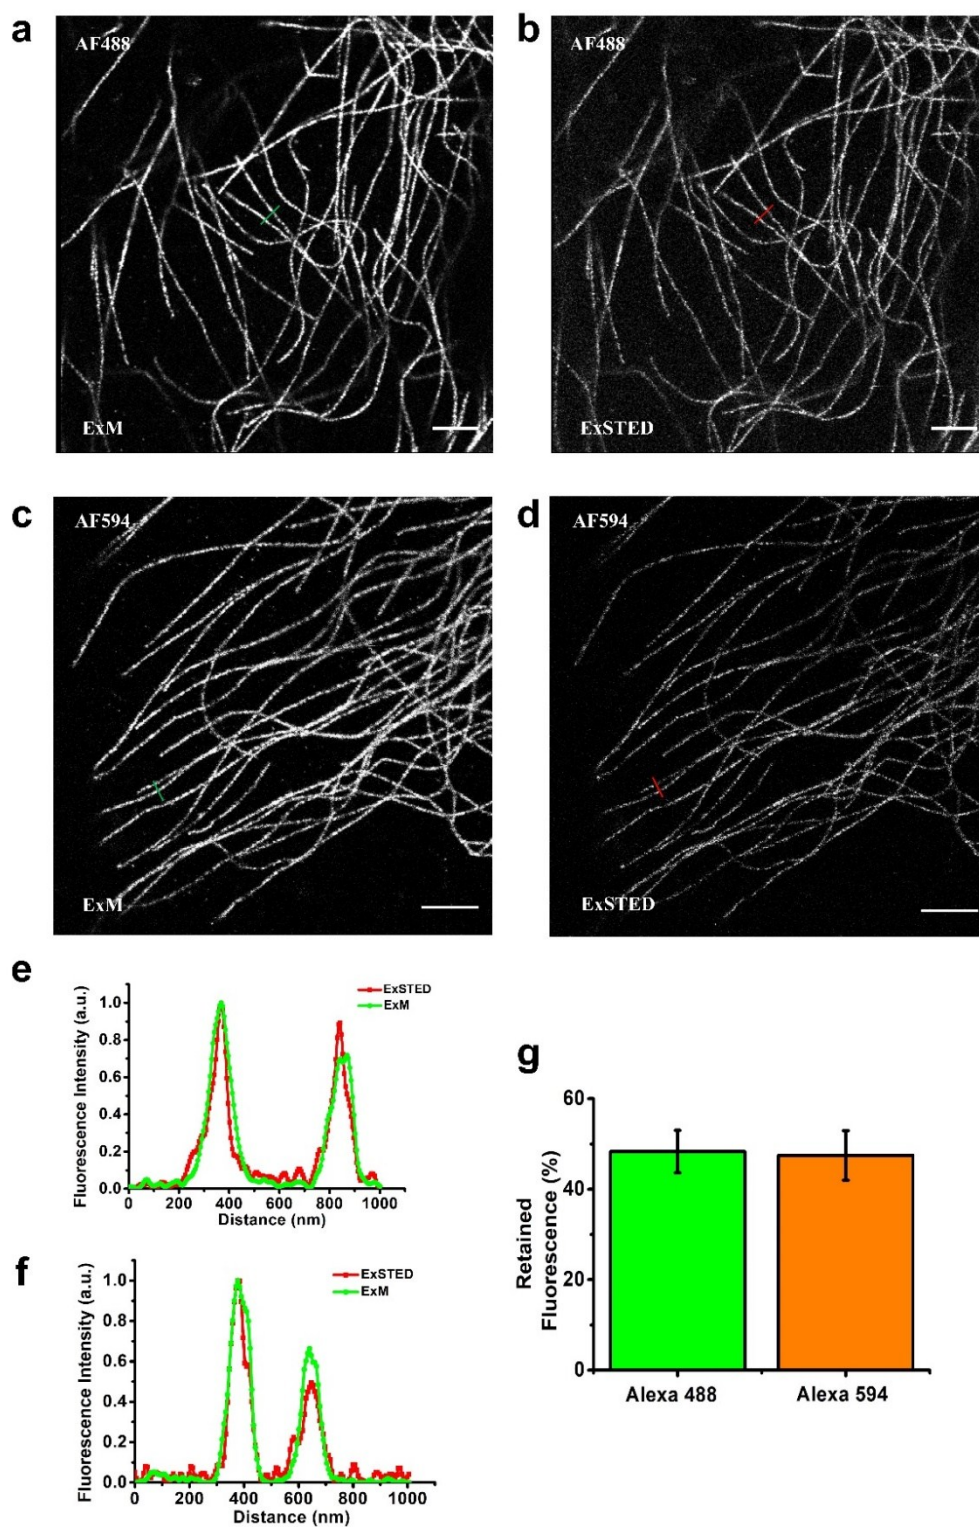 a
AF488
ExM
b
AF488
ExSTED
c
AF594
ExM
d
AF594
ExSTED
e
Fluorescence Intensity (a.u.)
1.0
0.8
0.6
0.4
0.2
0.0
0 200 400 600 800 1000
Distance (nm)
ExSTED
ExM
f
Fluorescence Intensity (a.u.)
1.0
0.8
0.6
0.4
0.2
0.0
0 200 400 600 800 1000
Distance (nm)
ExSTED
ExM
g
Retained
Fluorescence (%)
60
40
20
0
Alexa 488 Alexa 594